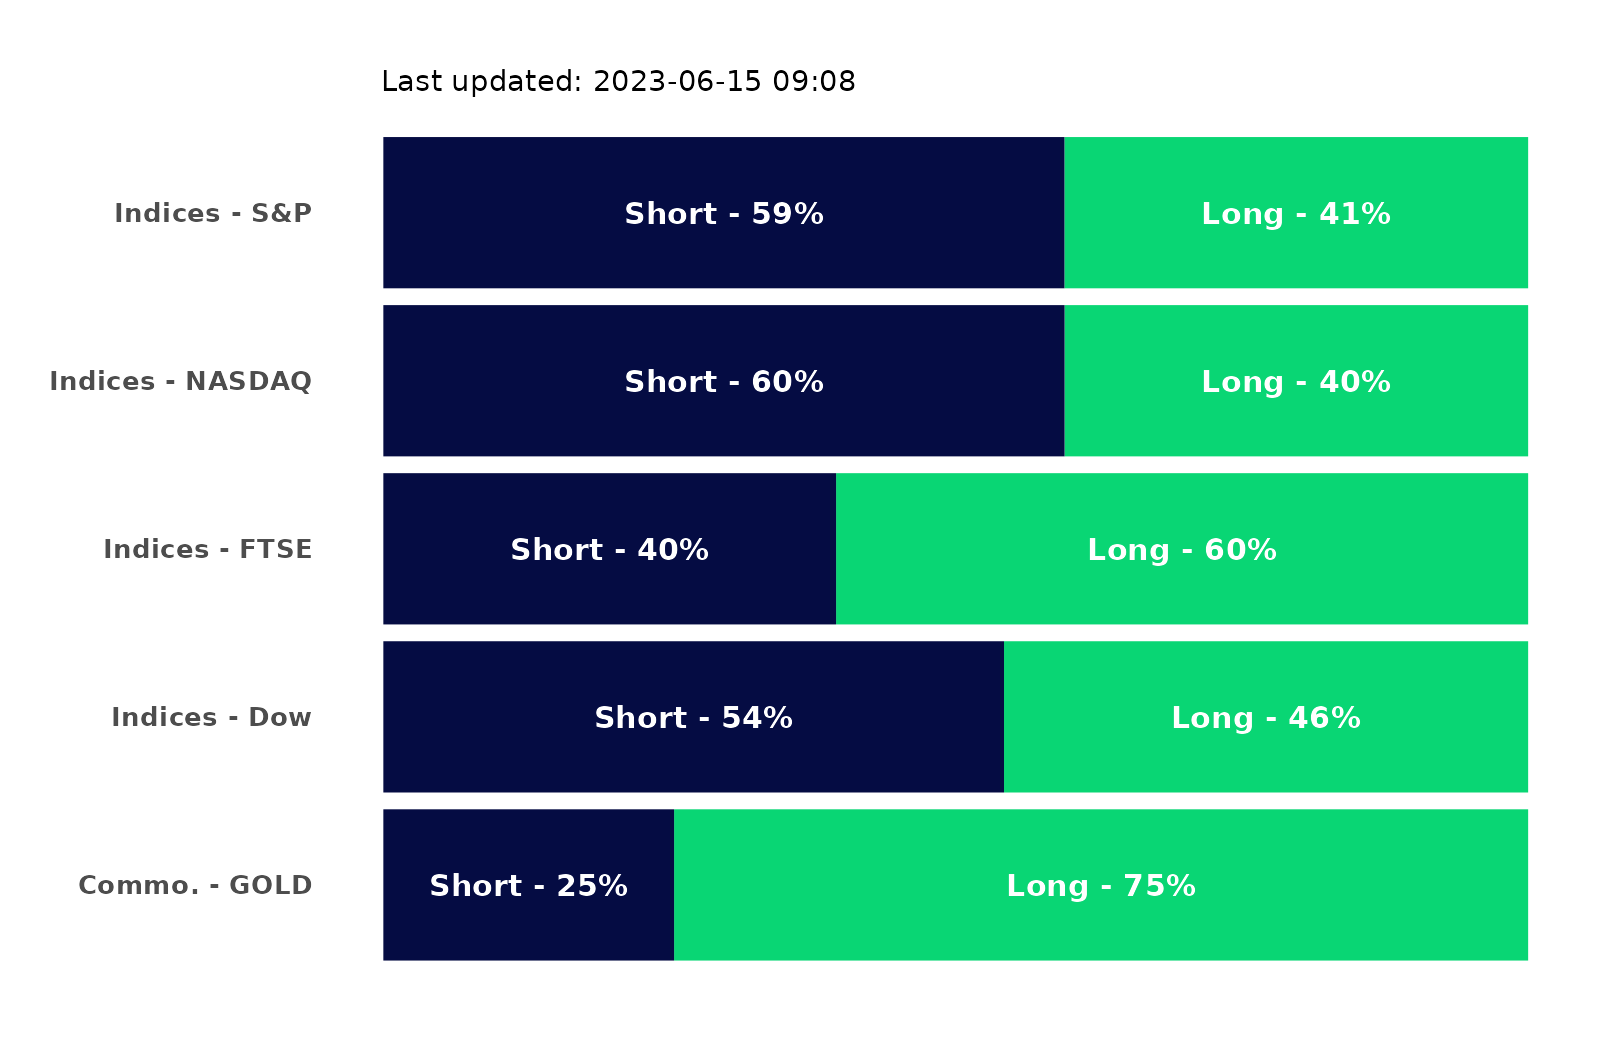 Last updated: 2023-06-15 09:08
Indices - S&P Short - 59% Long - 41%
Indices - NASDAQ Short - 60% Long - 40%
Indices - FTSE Short - 40% Long - 60%
Indices - Dow Short - 54% Long - 46%
Commo. - GOLD Short - 25% Long - 75%